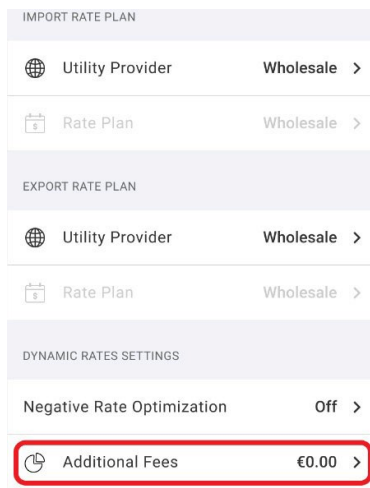 IMPORT RATE PLAN
Utility Provider Wholesale
Rate Plan Wholesale
EXPORT RATE PLAN
Utility Provider Wholesale
Rate Plan Wholesale
DYNAMIC RATES SETTINGS
Negative Rate Optimization Off
Additional Fees €0.00